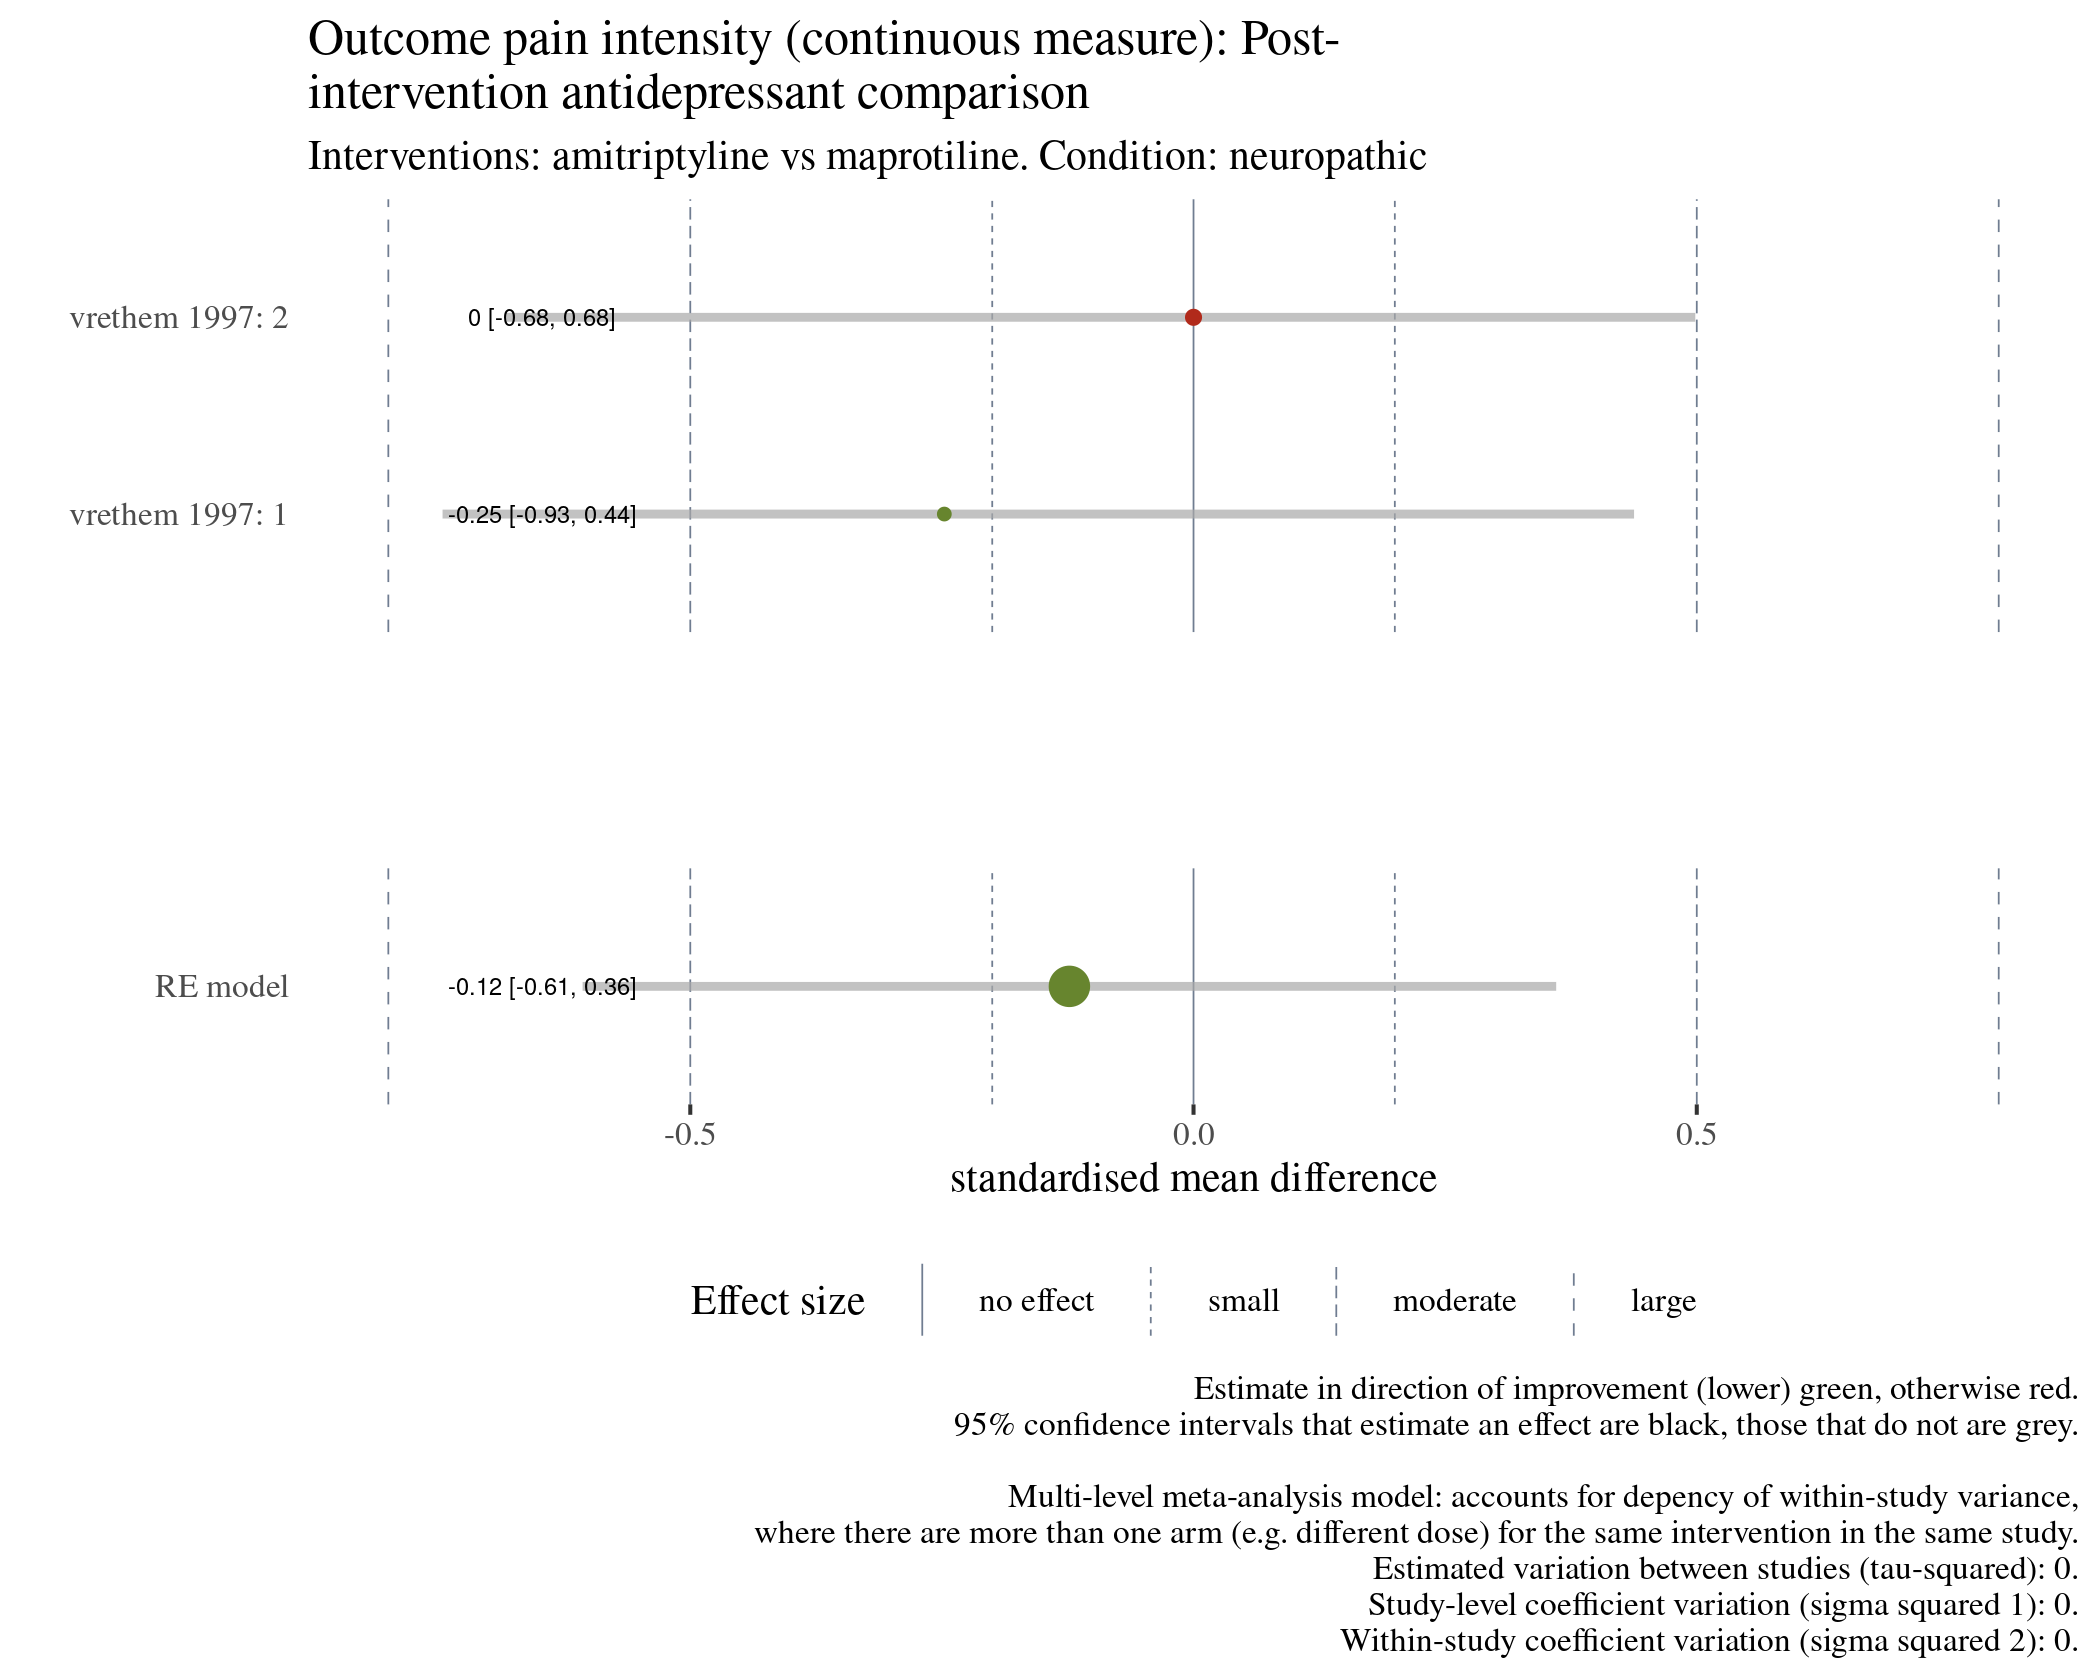 Outcome pain intensity (continuous measure): Post-
intervention antidepressant comparison
Interventions: amitriptyline vs maprotiline. Condition: neuropathic
vrethem 1997: 2
0 [-0.68, 0.68]
vrethem 1997: 1
-0.25 [-0.93, 0.44]
RE model
-0.12 [-0.61, 0.36]
-0.5 0.0 0.5
standardised mean difference
Effect size no effect small moderate large
Estimate in direction of improvement (lower) green, otherwise red.
95% confidence intervals that estimate an effect are black, those that do not are grey.
Multi-level meta-analysis model: accounts for depency of within-study variance,
where there are more than one arm (e.g. different dose) for the same intervention in the same study.
Estimated variation between studies (tau-squared): 0.
Study-level coefficient variation (sigma squared 1): 0.
Within-study coefficient variation (sigma squared 2): 0.